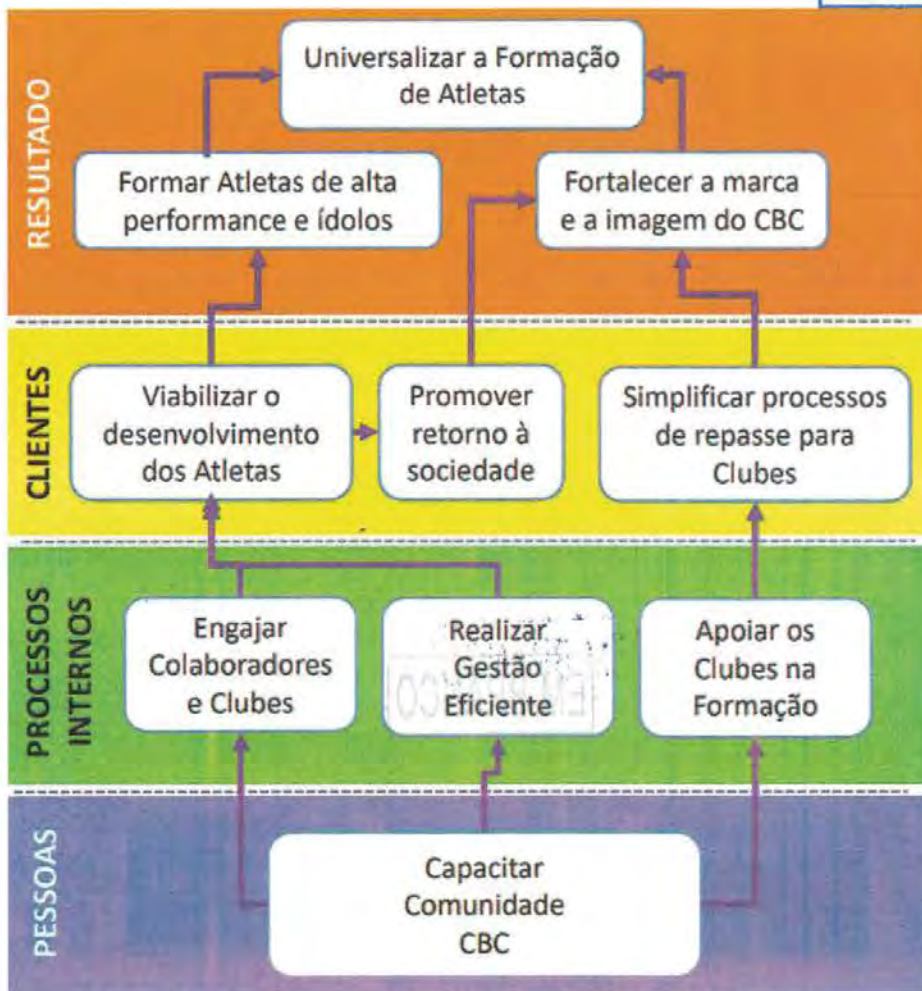 RESULTADO
Universalizar a Formação
de Atletas
Formar Atletas de alta
performance e ídolos
Fortalecer a marca
e a imagem do CBC
CLIENTES
Viabilizar o
desenvolvimento
dos Atletas
Promover
retorno à
sociedade
Simplificar processos
de repasse para
Clubes
PROCESSOS
INTERNOS
Engajar
Colaboradores
e Clubes
Realizar
Gestão
Eficiente
EM BRANCO
Apoiar os
Clubes na
Formação
PESSOAS
Capacitar
Comunidade
CBC